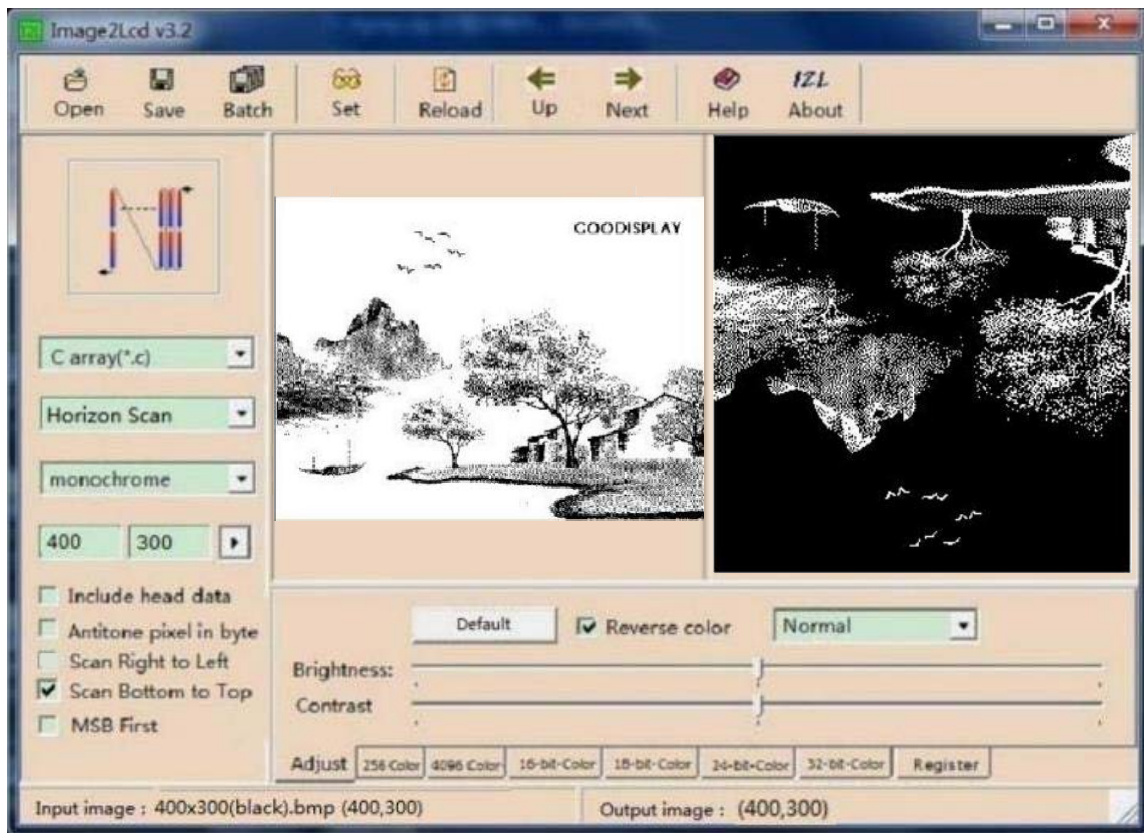 Image2Lcd v3.2
Open Save Batch Set Reload Up Next Help About
I2L
GOODISPLAY
C array(*.c)
Horizon Scan
monochrome
400 300
Include head data
Antitone pixel in byte
Scan Right to Left
Scan Bottom to Top
MSB First
Default Reverse color Normal
Brightness:
Contrast
Adjust 256 Color 4096 Color 16-bit-Color 18-bit-Color 24-bit-Color 32-bit-Color Register
Input image : 400x300(black).bmp (400,300) Output image : (400,300)